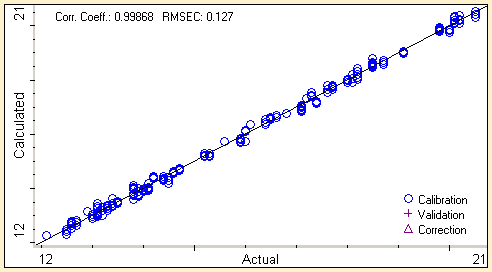 Corr. Coeff.: 0.99868 RMSEC: 0.127
21
Calculated
12
Calibration
Validation
Correction
12
Actual
21